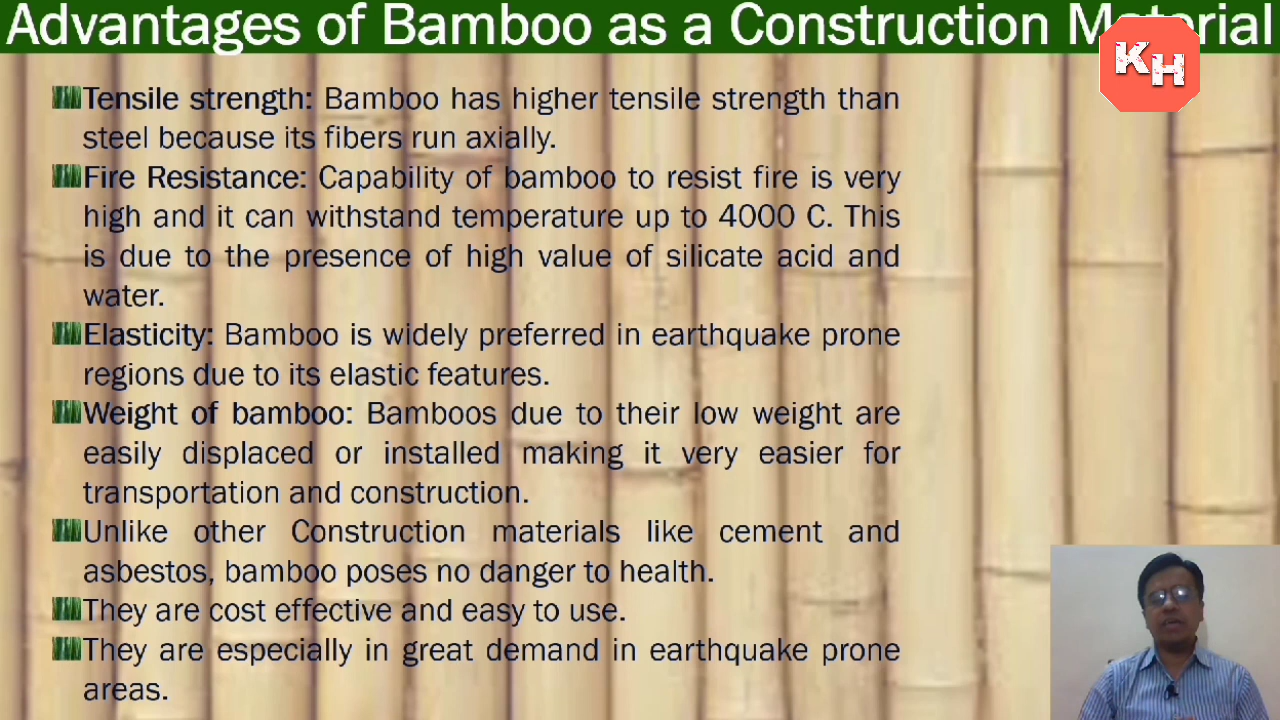 Advantages of Bamboo as a Construction Material
KH
Tensile strength: Bamboo has higher tensile strength than
steel because its fibers run axially.
Fire Resistance: Capability of bamboo to resist fire is very
high and it can withstand temperature up to 4000 C. This
is due to the presence of high value of silicate acid and
water.
Elasticity: Bamboo is widely preferred in earthquake prone
regions due to its elastic features.
Weight of bamboo: Bamboos due to their low weight are
easily displaced or installed making it very easier for
transportation and construction.
Unlike other Construction materials like cement and
asbestos, bamboo poses no danger to health.
They are cost effective and easy to use.
They are especially in great demand in earthquake prone
areas.